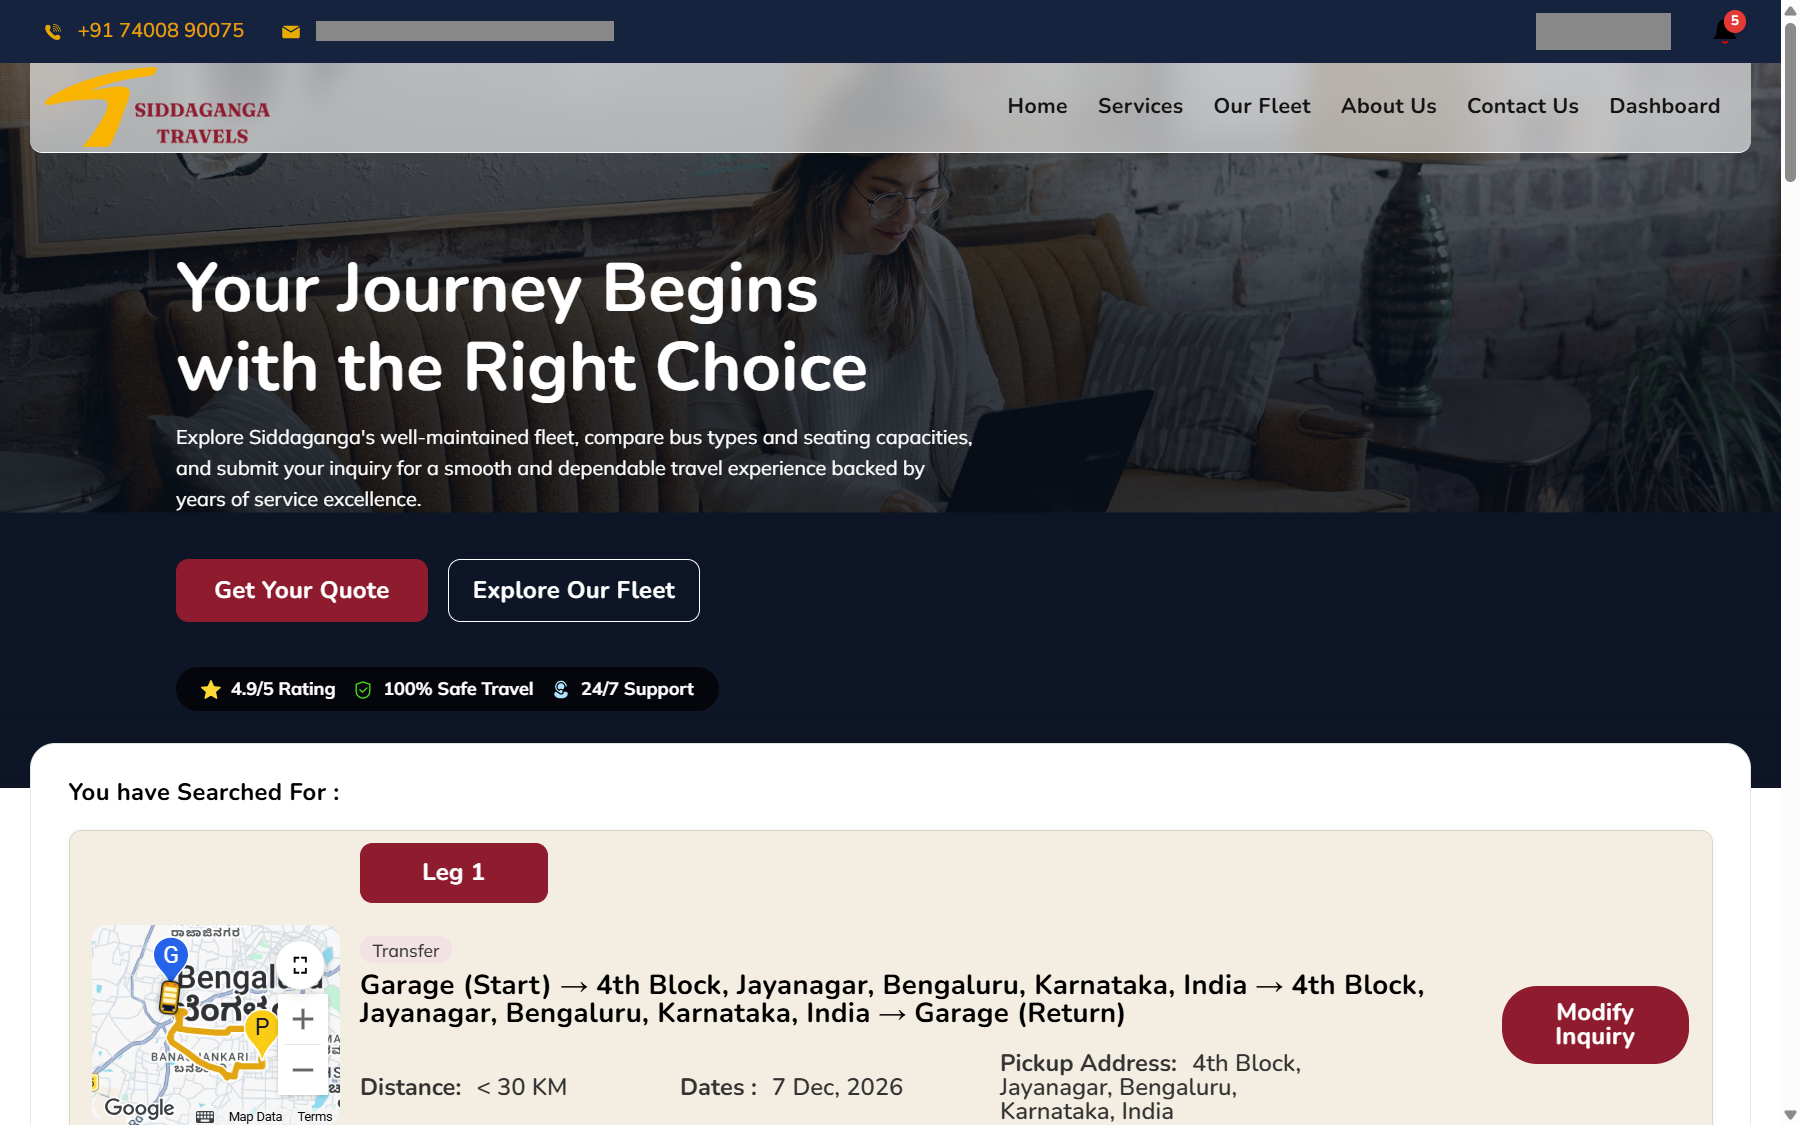 +91 74008 90075
5
SIDDAGANGA
TRAVELS
Home Services Our Fleet About Us Contact Us Dashboard
Your Journey Begins
with the Right Choice
Explore Siddaganga's well-maintained fleet, compare bus types and seating capacities,
and submit your inquiry for a smooth and dependable travel experience backed by
years of service excellence.
Get Your Quote Explore Our Fleet
4.9/5 Rating 100% Safe Travel 24/7 Support
You have Searched For :
Leg 1
Transfer
Garage (Start) → 4th Block, Jayanagar, Bengaluru, Karnataka, India → 4th Block,
Jayanagar, Bengaluru, Karnataka, India → Garage (Return)
Modify
Inquiry
Distance: < 30 KM
Dates : 7 Dec, 2026
Pickup Address: 4th Block,
Jayanagar, Bengaluru,
Karnataka, India
G
P
Google
Map Data
Terms